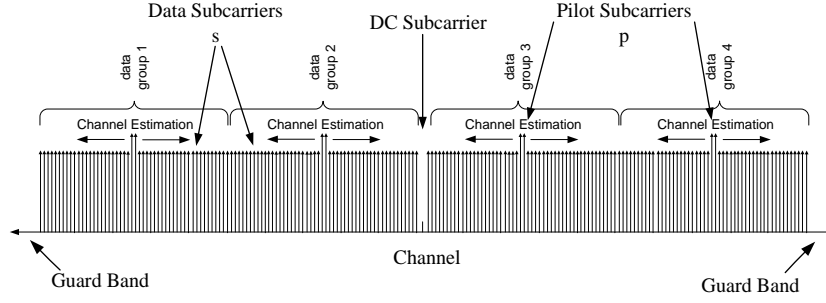 Data Subcarriers
s
DC Subcarrier
Pilot Subcarriers
p
data
group 1
data
group 2
data
group 3
data
group 4
Channel Estimation
Channel Estimation
Channel Estimation
Channel Estimation
Channel
Guard Band
Guard Band